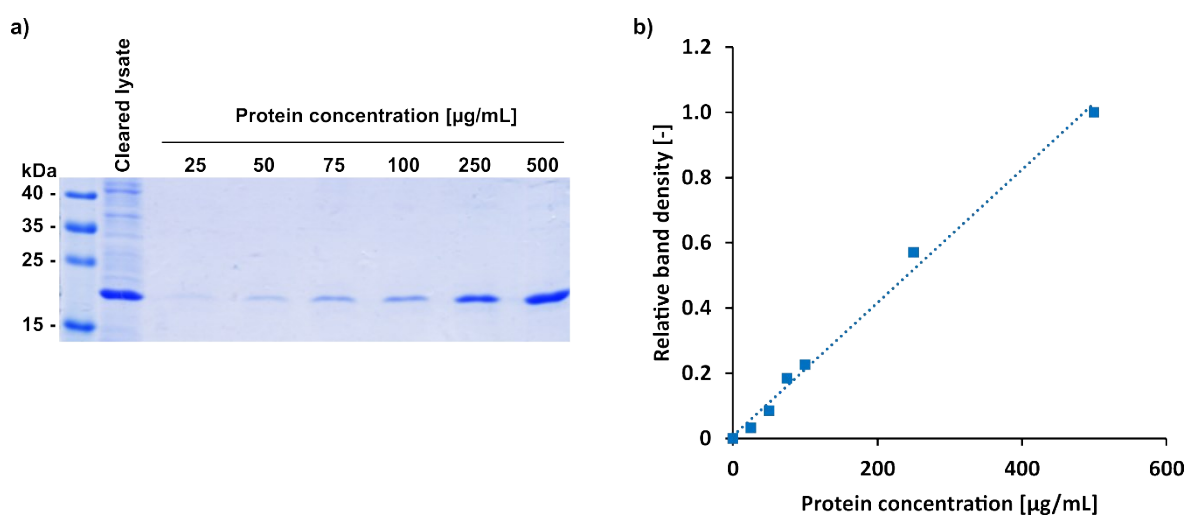 a)
Cleared lysate
Protein concentration [µg/mL]
kDa
25 50 75 100 250 500
40 -
35 -
25 -
15 -
b)
Relative band density [-]
1.2
1.0
0.8
0.6
0.4
0.2
0
0 200 400 600
Protein concentration [µg/mL]